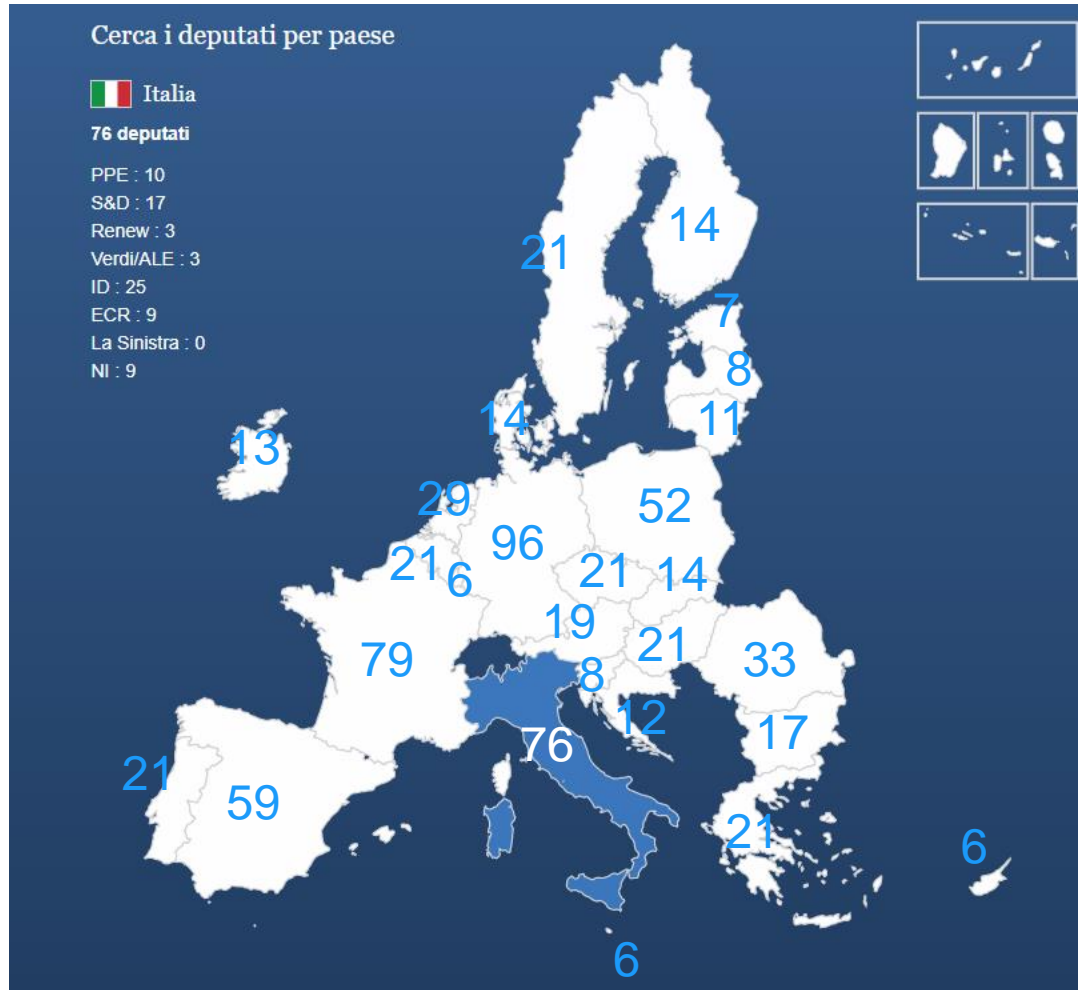 Cerca i deputati per paese
Italia
76 deputati
PPE : 10
S&D : 17
Renew : 3
Verdi/ALE : 3
ID : 25
ECR : 9
La Sinistra : 0
NI : 9
14
21
7
8
11
14
13
29
52
96
21
6
21
14
19
21
79
8
33
12
17
76
21
59
21
6
6